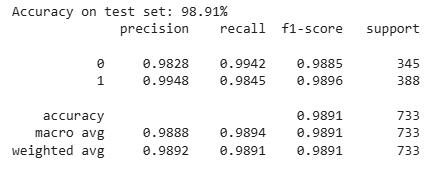 Accuracy on test set: 98.91%
precision recall f1-score support
0 0.9828 0.9942 0.9885 345
1 0.9948 0.9845 0.9896 388
accuracy 0.9891 733
macro avg 0.9888 0.9894 0.9891 733
weighted avg 0.9892 0.9891 0.9891 733